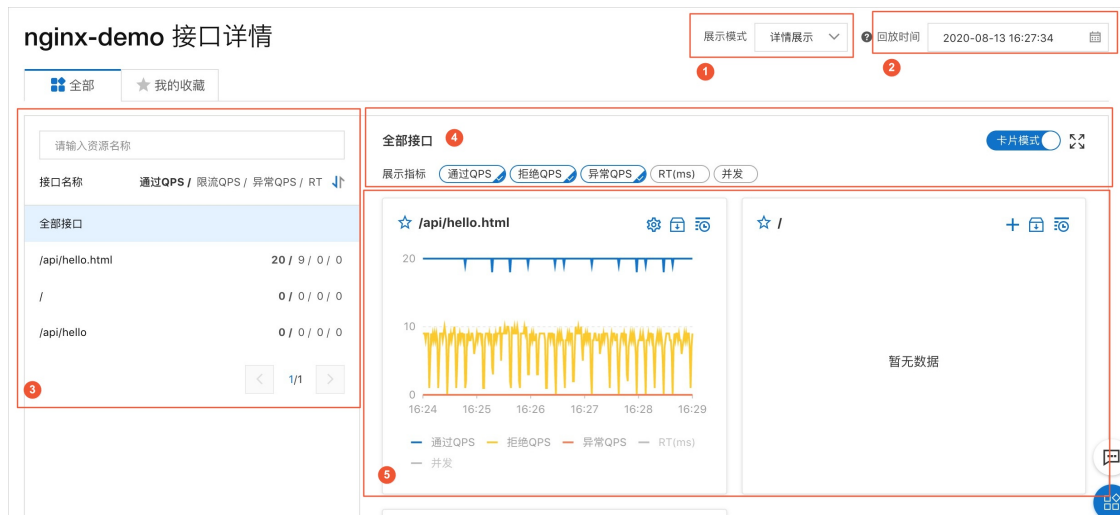 nginx-demo 接口详情
展示模式 详情展示 回放时间 2020-08-13 16:27:34
1
2
全部 我的收藏
请输入资源名称
接口名称 通过QPS / 限流QPS / 异常QPS / RT
全部接口
/api/hello.html 20 / 9 / 0 / 0
/ 0 / 0 / 0 / 0
/api/hello 0 / 0 / 0 / 0
1/1
3
全部接口 4 卡片模式
展示指标 通过QPS 拒绝QPS 异常QPS RT(ms) 并发
/api/hello.html
20
10
0
16:24 16:25 16:26 16:27 16:28 16:29
通过QPS 拒绝QPS 异常QPS RT(ms)
并发
5
/
暂无数据